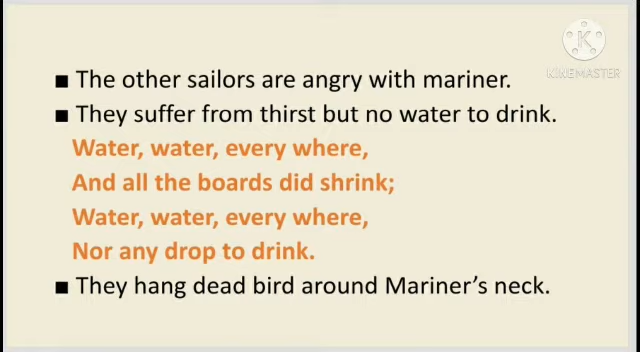 K
KINEMASTER
■ The other sailors are angry with mariner.
■ They suffer from thirst but no water to drink.
Water, water, every where,
And all the boards did shrink;
Water, water, every where,
Nor any drop to drink.
■ They hang dead bird around Mariner's neck.